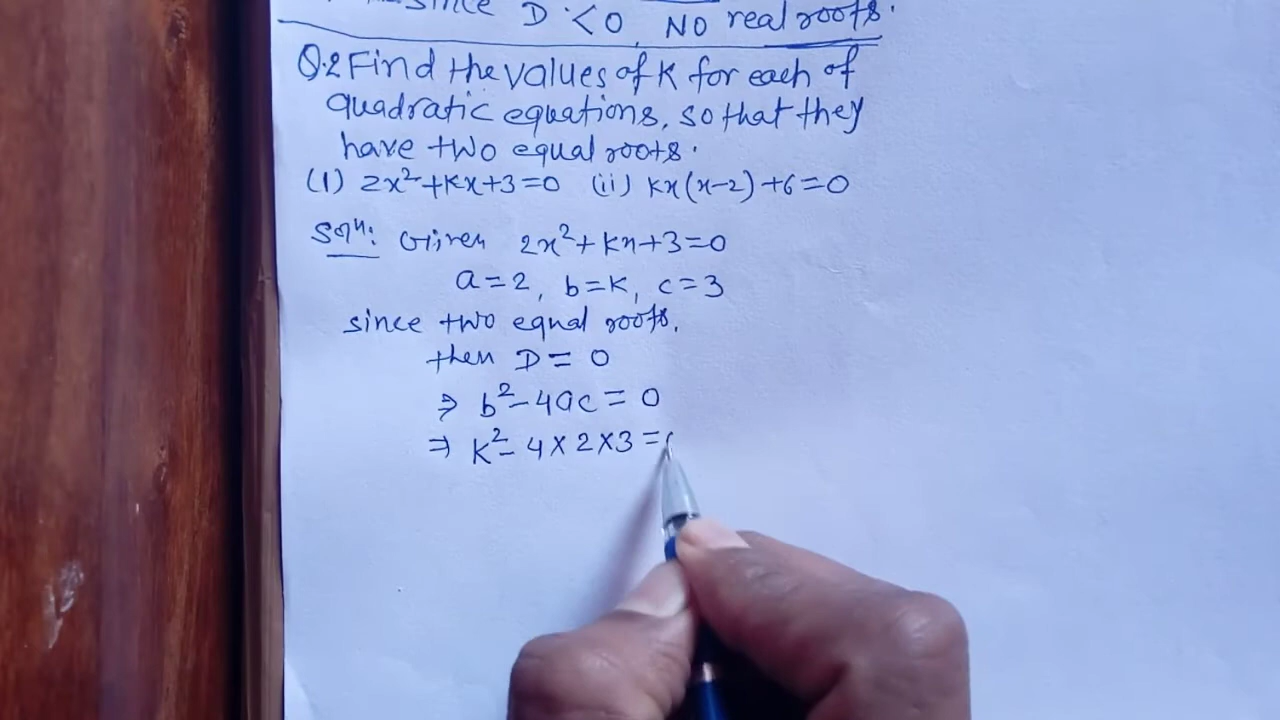 since D < 0, No real roots.
Q.2 Find the values of K for each of
quadratic equations, so that they
have two equal roots.
(i) 2x²+Kx+3=0 (ii) Kx(x-2)+6=0
Solⁿ: Given 2x²+Kx+3=0
a=2, b=K, c=3
since two equal roots,
then D = 0
⇒ b²-4ac = 0
⇒ K²- 4×2×3 =